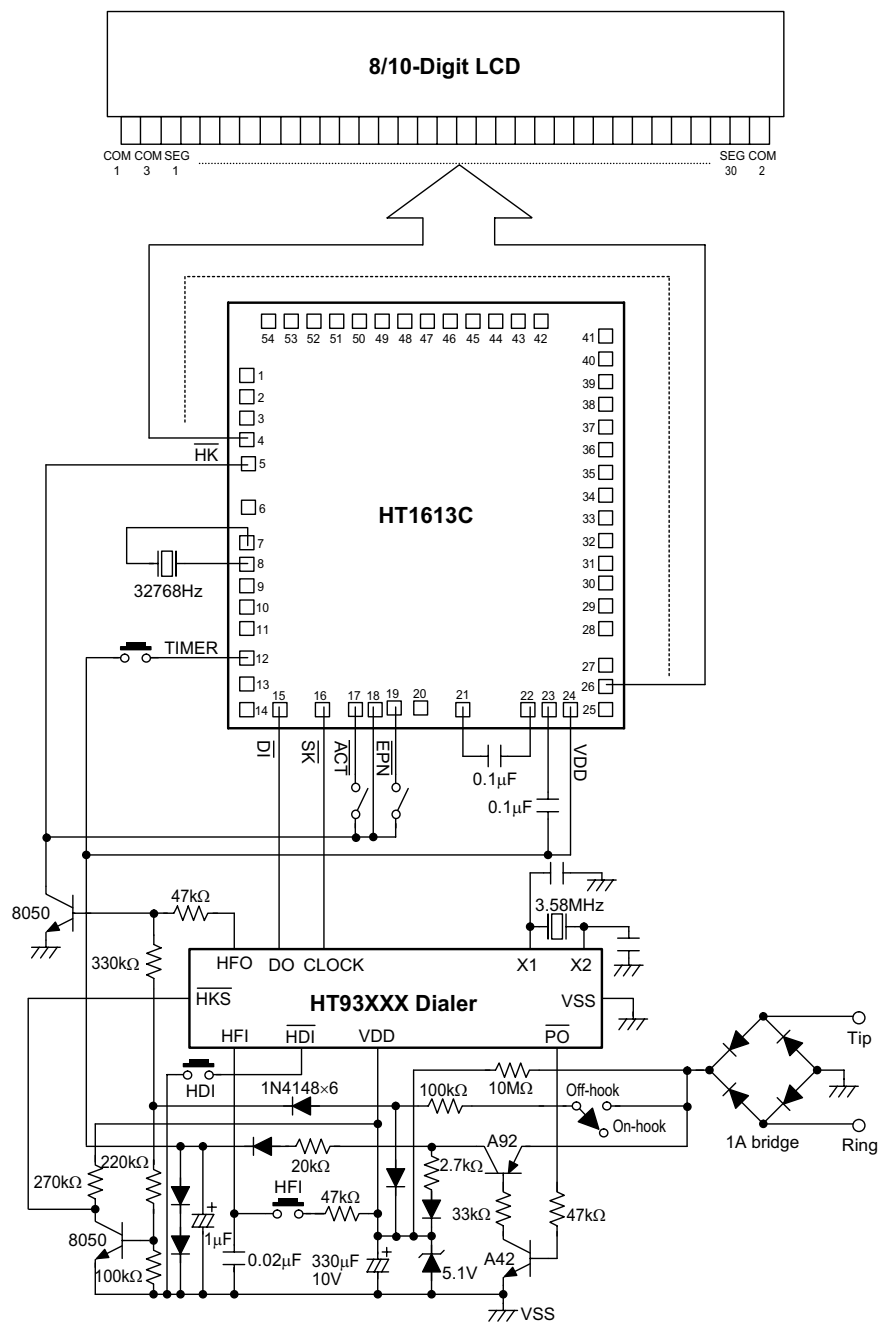 8/10-Digit LCD
COM COM SEG SEG COM
1 3 1 30 2
54 53 52 51 50 49 48 47 46 45 44 43 42
41
40
39
38
37
36
35
34
33
32
31
30
29
28
27
26
25
1
2
3
4
HK
5
6
7
8
32768Hz
9
10
11
TIMER
12
13
14
HT1613C
15 16 17 18 19 20 21 22 23 24
DI
SK
ACT
EPN
VDD
0.1μF
0.1μF
8050
47kΩ
330kΩ
3.58MHz
HFO DO CLOCK X1 X2
HKS
HT93XXX Dialer
VSS
HFI HDI VDD PO
HDI
1N4148×6
100kΩ
10MΩ
Off-hook
On-hook
Tip
1A bridge
Ring
270kΩ
220kΩ
20kΩ
A92
2.7kΩ
HFI
47kΩ
33kΩ
47kΩ
8050
+
1μF
100kΩ
0.02μF
+
330μF
10V
5.1V
A42
VSS